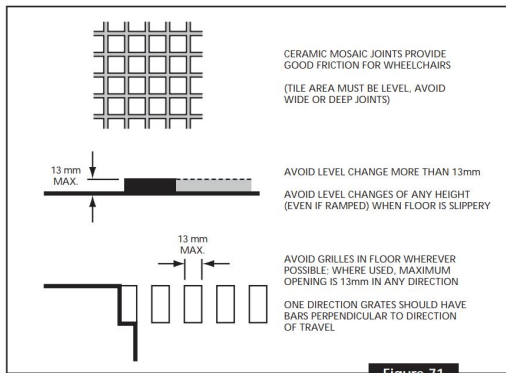 CERAMIC MOSAIC JOINTS PROVIDE
GOOD FRICTION FOR WHEELCHAIRS
(TILE AREA MUST BE LEVEL, AVOID
WIDE OR DEEP JOINTS)
13 mm
MAX.
AVOID LEVEL CHANGE MORE THAN 13mm
AVOID LEVEL CHANGES OF ANY HEIGHT
(EVEN IF RAMPED) WHEN FLOOR IS SLIPPERY
13 mm
MAX.
AVOID GRILLES IN FLOOR WHEREVER
POSSIBLE; WHERE USED, MAXIMUM
OPENING IS 13mm IN ANY DIRECTION
ONE DIRECTION GRATES SHOULD HAVE
BARS PERPENDICULAR TO DIRECTION
OF TRAVEL
Figure 71